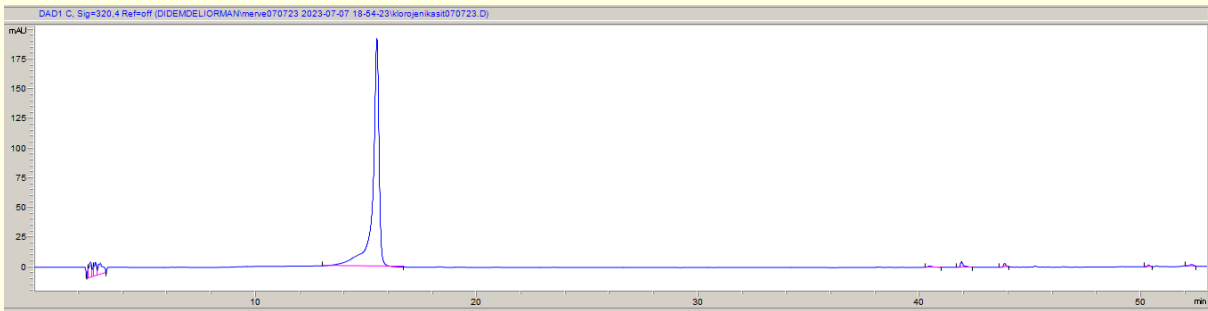 DAD1 C, Sig=320,4 Ref=off (DIDEMDELIORMAN\merve070723 2023-07-07 18-54-23\klorojenikasit070723.D)
mAU
175
150
125
100
75
50
25
0
10 20 30 40 50 min